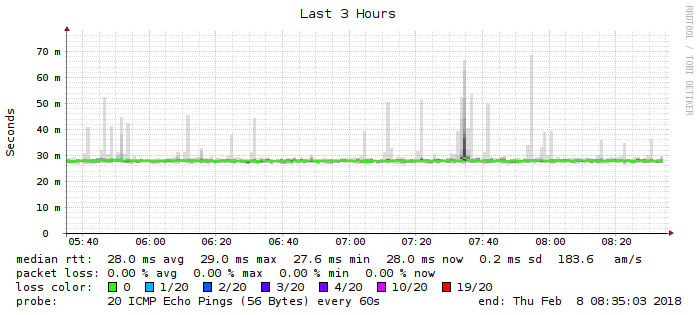 Last 3 Hours
RRDTOOL / TOBI OETIKER
Seconds
70 m
60 m
50 m
40 m
30 m
20 m
10 m
0
05:40 06:00 06:20 06:40 07:00 07:20 07:40 08:00 08:20
median rtt: 28.0 ms avg 29.0 ms max 27.6 ms min 28.0 ms now 0.2 ms sd 183.6 am/s
packet loss: 0.00 % avg 0.00 % max 0.00 % min 0.00 % now
loss color: 0 1/20 2/20 3/20 4/20 10/20 19/20
probe: 20 ICMP Echo Pings (56 Bytes) every 60s end: Thu Feb 8 08:35:03 2018